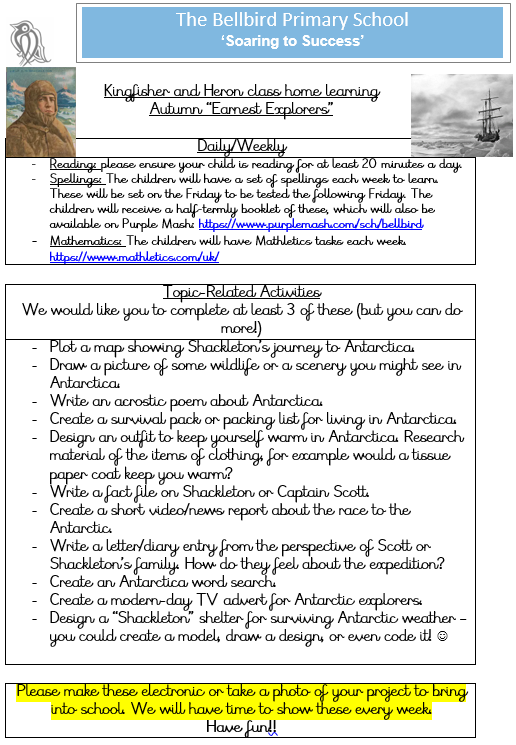 The Bellbird Primary School
‘Soaring to Success’
Kingfisher and Heron class home learning
Autumn “Earnest Explorers”
Daily/Weekly
- Reading: please ensure your child is reading for at least 20 minutes a day.
- Spellings: The children will have a set of spellings each week to learn.
These will be set on the Friday to be tested the following Friday. The
children will receive a half-termly booklet of these, which will also be
available on Purple Mash: https://www.purplemash.com/sch/bellbird
- Mathematics: The children will have Mathletics tasks each week.
https://www.mathletics.com/uk/
Topic-Related Activities
We would like you to complete at least 3 of these (but you can do
more!)
- Plot a map showing Shackleton’s journey to Antarctica.
- Draw a picture of some wildlife or a scenery you might see in
Antarctica.
- Write an acrostic poem about Antarctica.
- Create a survival pack or packing list for living in Antarctica.
- Design an outfit to keep yourself warm in Antarctica. Research
material of the items of clothing, for example would a tissue
paper coat keep you warm?
- Write a fact file on Shackleton or Captain Scott.
- Create a short video/news report about the race to the
Antarctic.
- Write a letter/diary entry from the perspective of Scott or
Shackleton’s family. How do they feel about the expedition?
- Create an Antarctica word search.
- Create a modern-day TV advert for Antarctic explorers.
- Design a “Shackleton” shelter for surviving Antarctic weather –
you could create a model, draw a design, or even code it! ☺
Please make these electronic or take a photo of your project to bring
into school. We will have time to show these every week.
Have fun!!